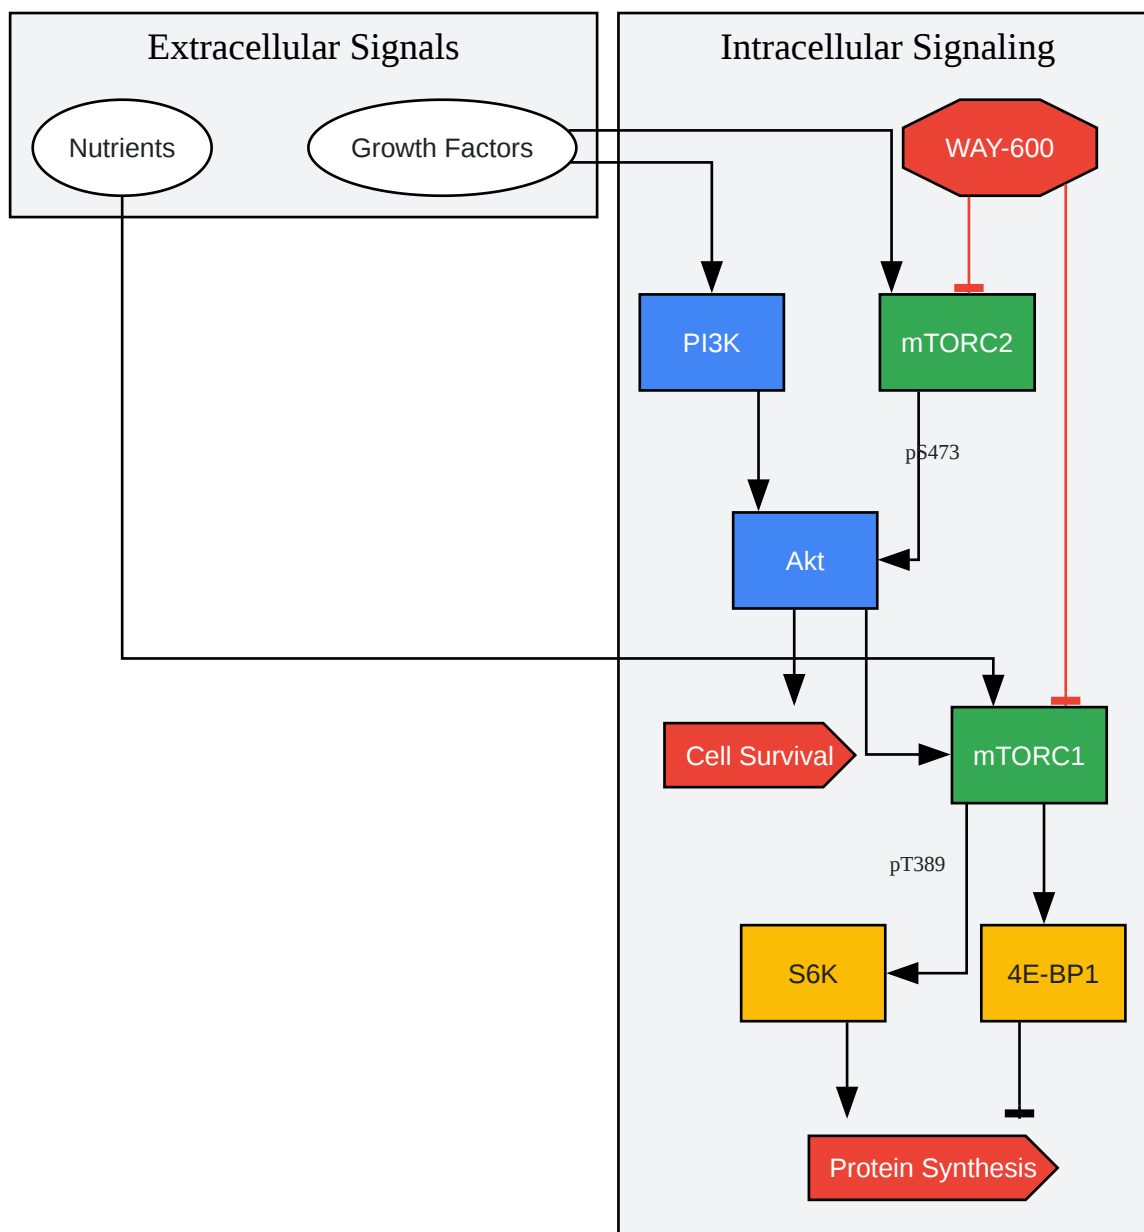 Extracellular Signals
Intracellular Signaling
Nutrients
Growth Factors
WAY-600
PI3K
mTORC2
pS473
Akt
Cell Survival
mTORC1
pT389
S6K
4E-BP1
Protein Synthesis